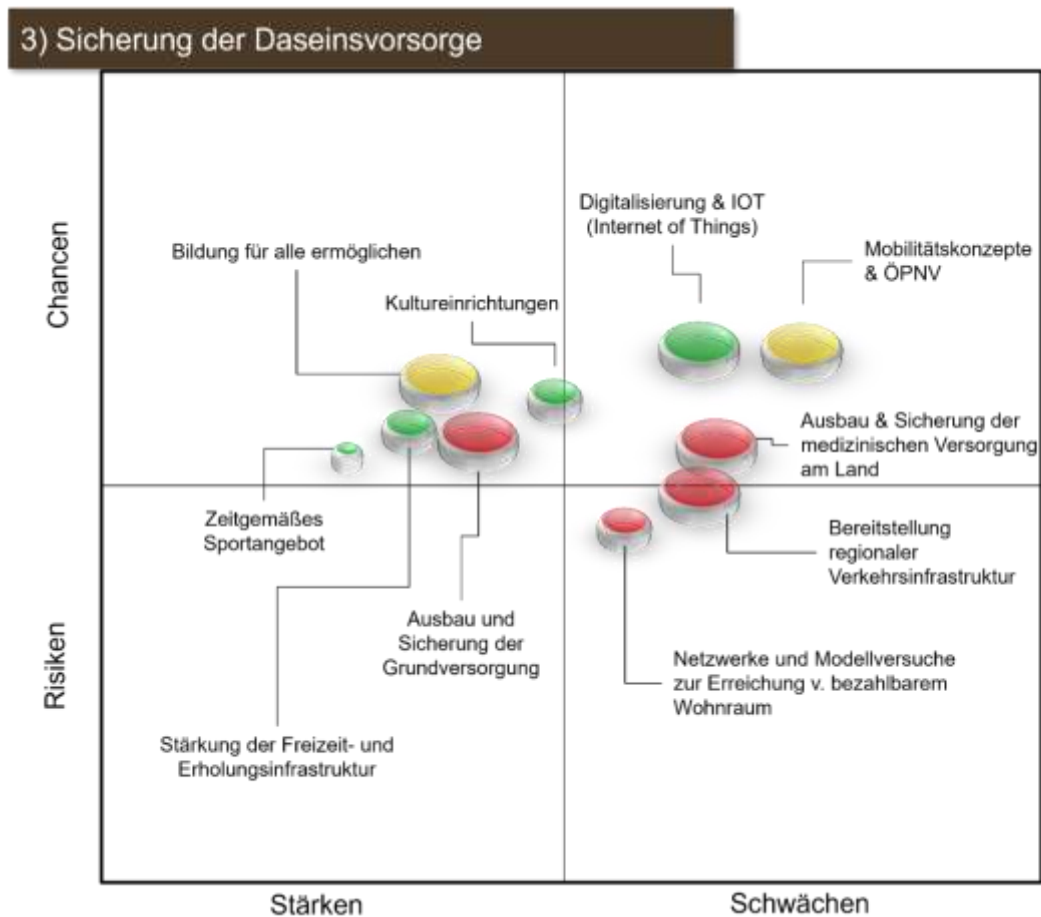 3) Sicherung der Daseinsvorsorge
Chancen
Risiken
Digitalisierung & IOT
(Internet of Things)
Bildung für alle ermöglichen
Mobilitätskonzepte
& ÖPNV
Kultureinrichtungen
Ausbau & Sicherung der
medizinischen Versorgung
am Land
Zeitgemäßes
Sportangebot
Bereitstellung
regionaler
Verkehrsinfrastruktur
Ausbau und
Sicherung der
Grundversorgung
Netzwerke und Modellversuche
zur Erreichung v. bezahlbarem
Wohnraum
Stärkung der Freizeit- und
Erholungsinfrastruktur
Stärken
Schwächen